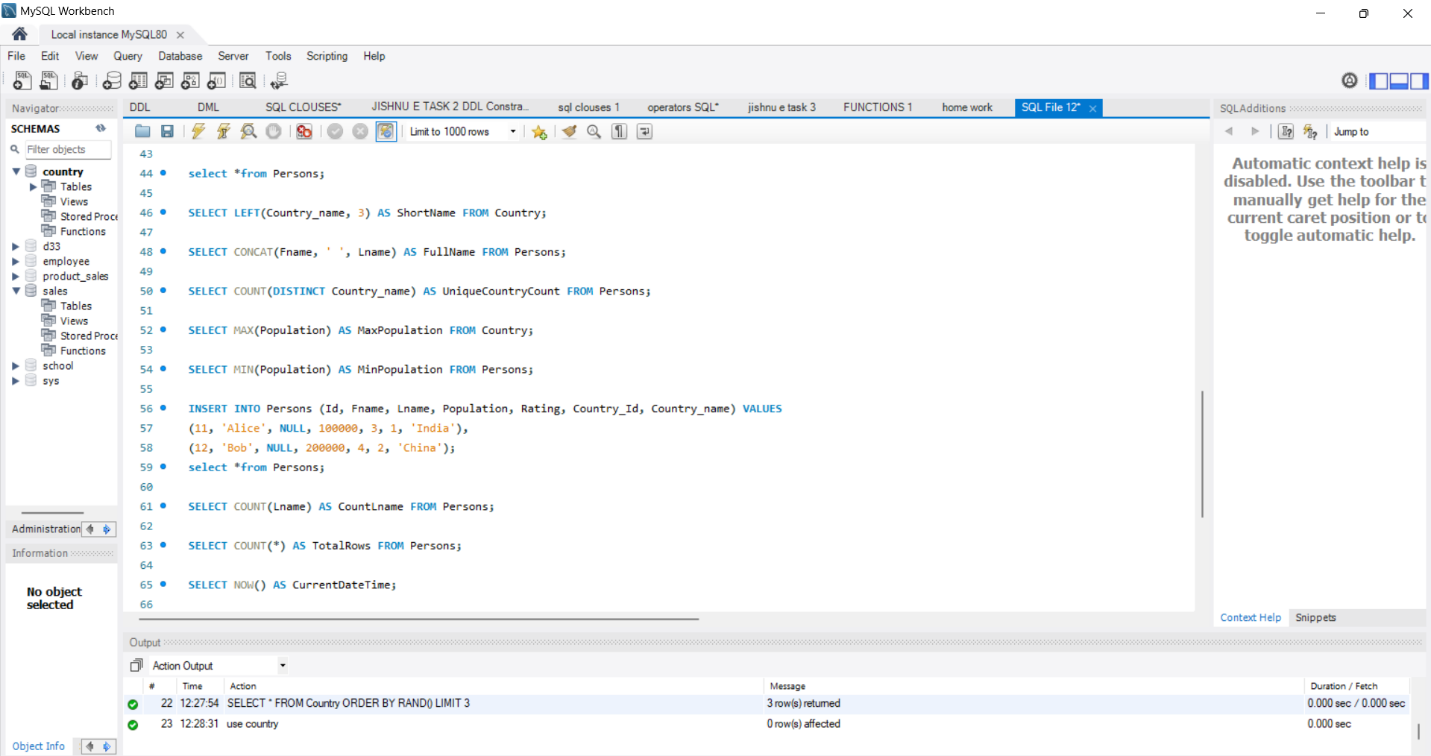 MySQL Workbench
Local instance MySQL80
File Edit View Query Database Server Tools Scripting Help
Navigator
SCHEMAS
Filter objects
country
Tables
Views
Stored Proce
Functions
d33
employee
product_sales
sales
Tables
Views
Stored Proce
Functions
school
sys
Administration
Information
No object
selected
Object Info
DDL DML SQL CLOUSES* JISHNU E TASK 2 DDL Constra... sql clouses 1 operators SQL* jishnu e task 3 FUNCTIONS 1 home work SQL File 12*
Limit to 1000 rows
43
44 select *from Persons;
45
46 SELECT LEFT(Country_name, 3) AS ShortName FROM Country;
47
48 SELECT CONCAT(Fname, ' ', Lname) AS FullName FROM Persons;
49
50 SELECT COUNT(DISTINCT Country_name) AS UniqueCountryCount FROM Persons;
51
52 SELECT MAX(Population) AS MaxPopulation FROM Country;
53
54 SELECT MIN(Population) AS MinPopulation FROM Persons;
55
56 INSERT INTO Persons (Id, Fname, Lname, Population, Rating, Country_Id, Country_name) VALUES
57 (11, 'Alice', NULL, 100000, 3, 1, 'India'),
58 (12, 'Bob', NULL, 200000, 4, 2, 'China');
59 select *from Persons;
60
61 SELECT COUNT(Lname) AS CountLname FROM Persons;
62
63 SELECT COUNT(*) AS TotalRows FROM Persons;
64
65 SELECT NOW() AS CurrentDateTime;
66
SQLAdditions
Jump to
Automatic context help is
disabled. Use the toolbar t
manually get help for the
current caret position or to
toggle automatic help.
Context Help Snippets
Output
Action Output
# Time Action Message Duration / Fetch
22 12:27:54 SELECT * FROM Country ORDER BY RAND() LIMIT 3 3 row(s) returned 0.000 sec / 0.000 sec
23 12:28:31 use country 0 row(s) affected 0.000 sec